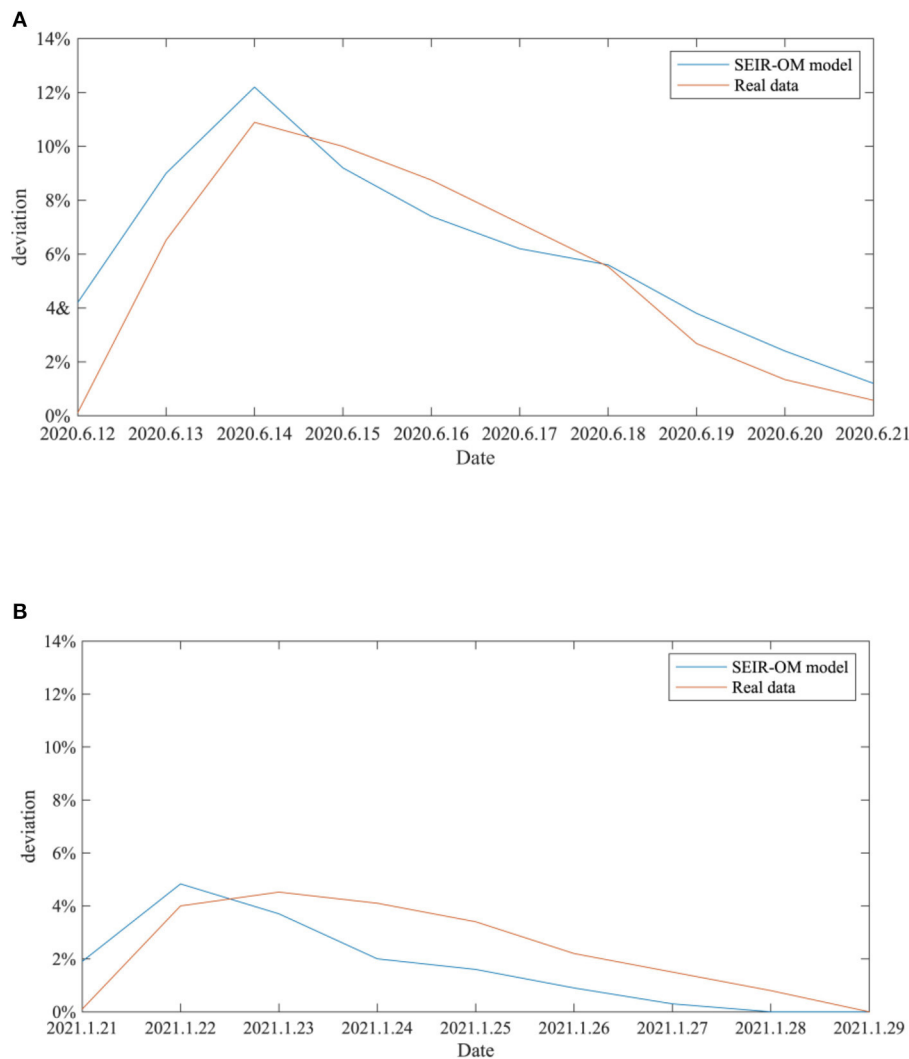 A
14%
12%
10%
8%
6%
4&
2%
0%
deviation
SEIR-OM model
Real data
2020.6.12 2020.6.13 2020.6.14 2020.6.15 2020.6.16 2020.6.17 2020.6.18 2020.6.19 2020.6.20 2020.6.21
Date
B
14%
12%
10%
8%
6%
4%
2%
0%
deviation
SEIR-OM model
Real data
2021.1.21 2021.1.22 2021.1.23 2021.1.24 2021.1.25 2021.1.26 2021.1.27 2021.1.28 2021.1.29
Date